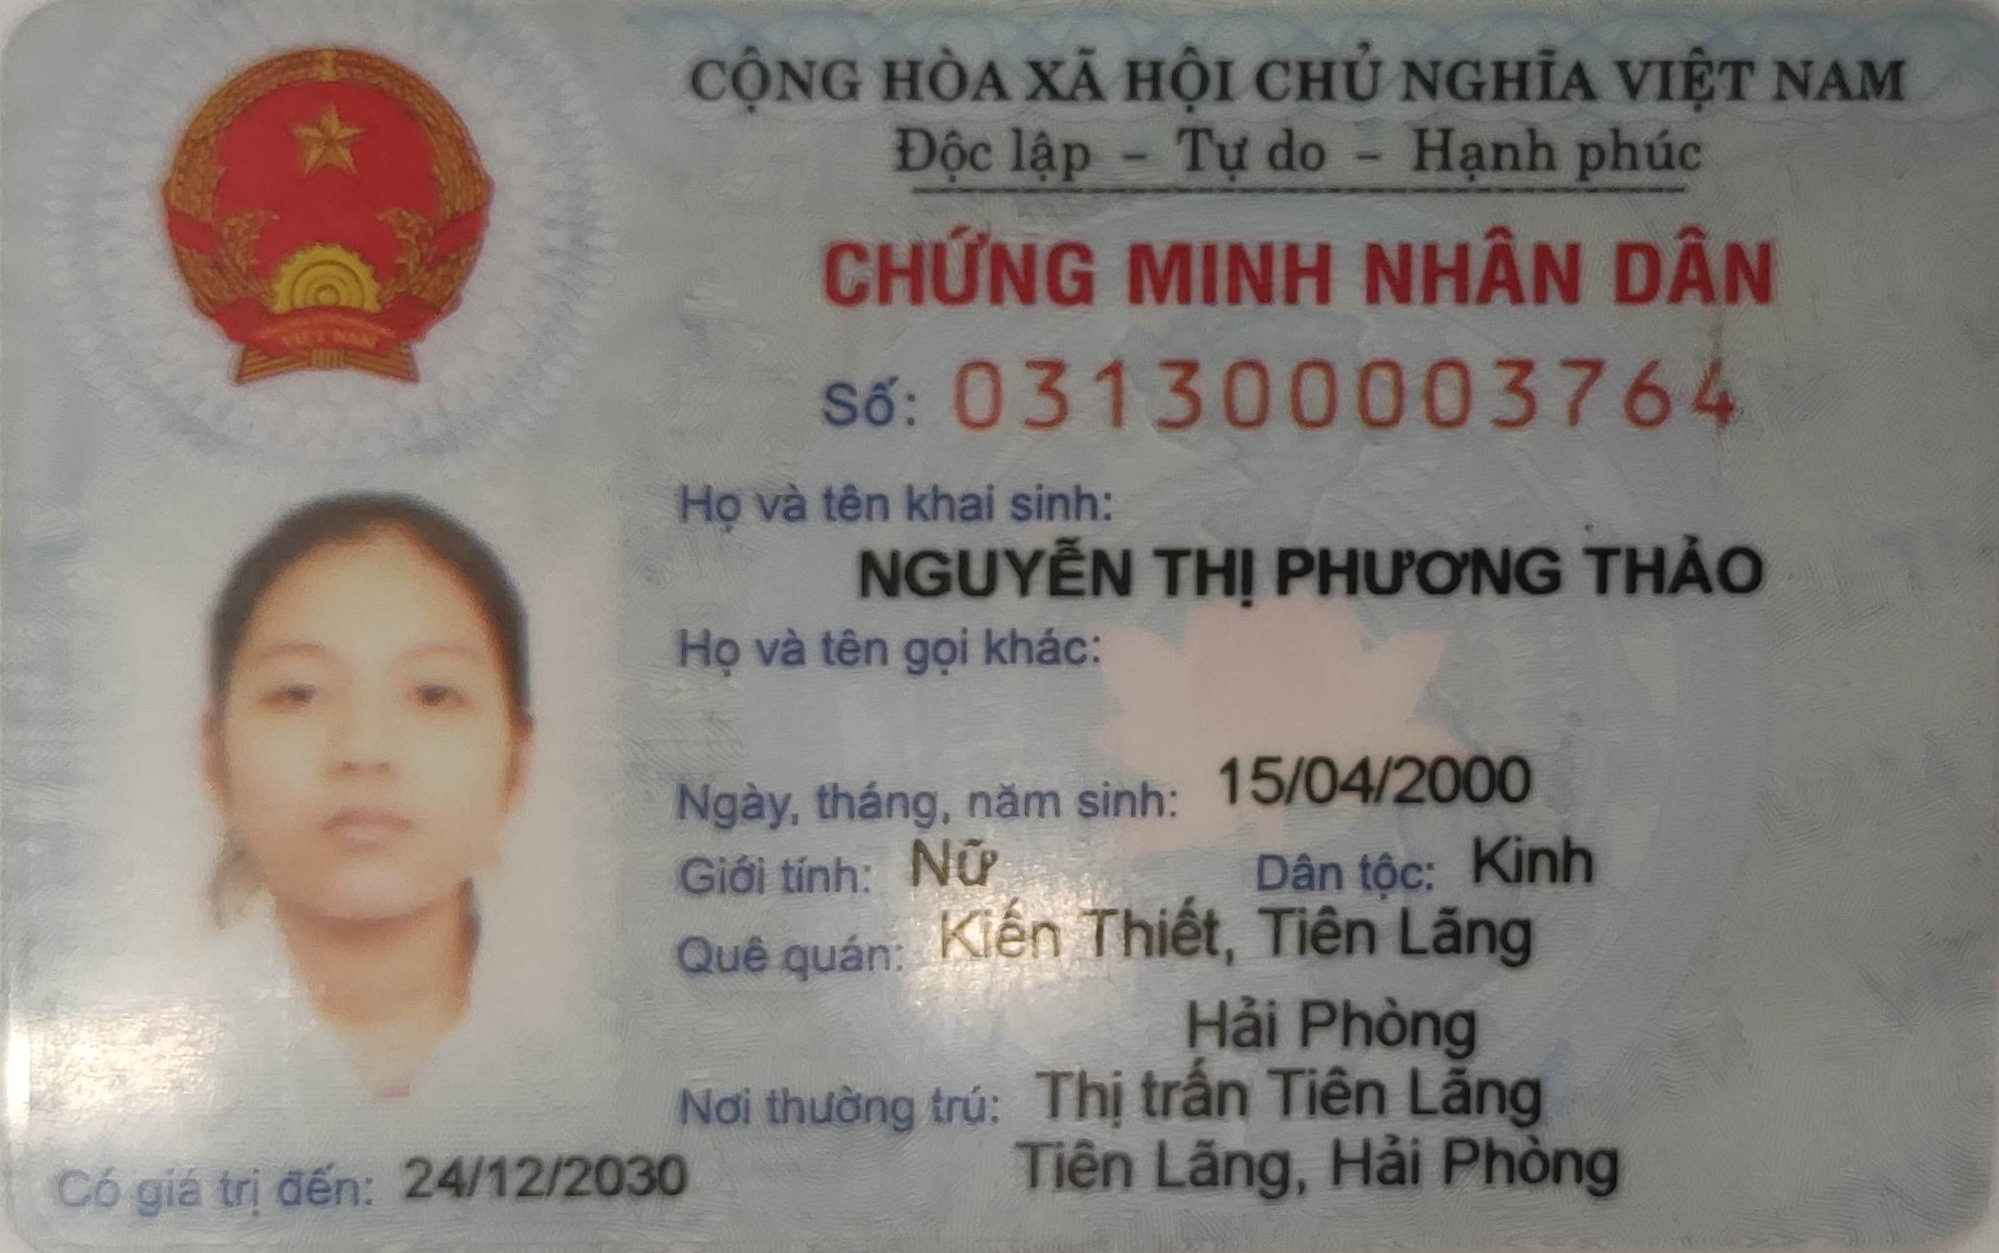 CỘNG HÒA XÃ HỘI CHỦ NGHĨA VIỆT NAM
Độc lập - Tự do - Hạnh phúc
CHỨNG MINH NHÂN DÂN
Số: 031300003764
Họ và tên khai sinh:
NGUYỄN THỊ PHƯƠNG THẢO
Họ và tên gọi khác:
Ngày, tháng, năm sinh: 15/04/2000
Giới tính: Nữ Dân tộc: Kinh
Quê quán: Kiến Thiết, Tiên Lãng
Hải Phòng
Nơi thường trú: Thị trấn Tiên Lãng
Tiên Lãng, Hải Phòng
Có giá trị đến: 24/12/2030